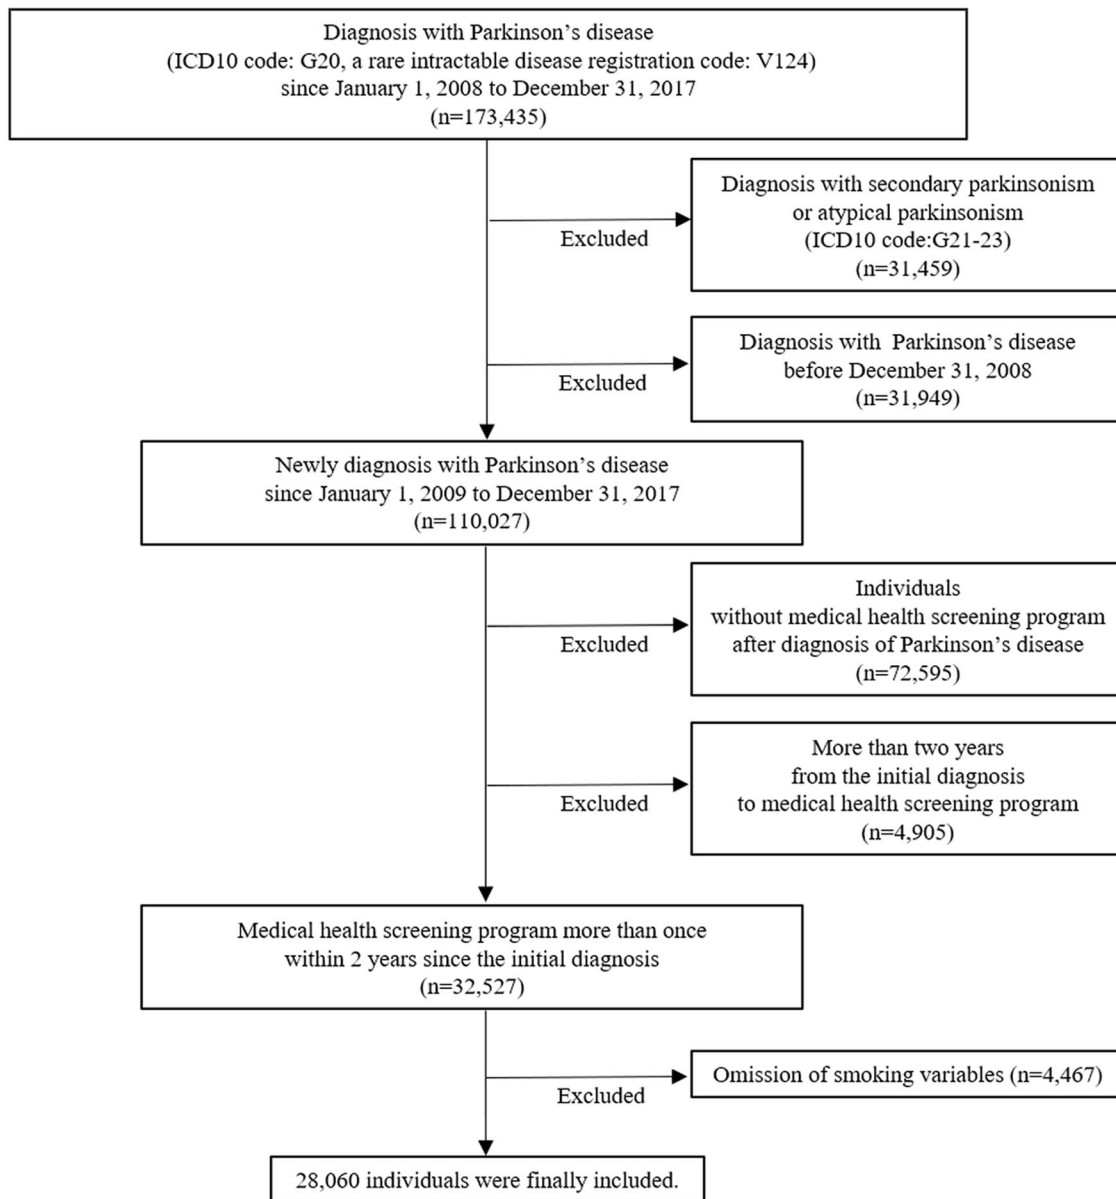 Diagnosis with Parkinson’s disease
(ICD10 code: G20, a rare intractable disease registration code: V124)
since January 1, 2008 to December 31, 2017
(n=173,435)
Diagnosis with secondary parkinsonism
or atypical parkinsonism
(ICD10 code:G21-23)
(n=31,459)
Excluded
Diagnosis with Parkinson’s disease
before December 31, 2008
(n=31,949)
Excluded
Newly diagnosis with Parkinson’s disease
since January 1, 2009 to December 31, 2017
(n=110,027)
Individuals
without medical health screening program
after diagnosis of Parkinson’s disease
(n=72,595)
Excluded
More than two years
from the initial diagnosis
to medical health screening program
(n=4,905)
Excluded
Medical health screening program more than once
within 2 years since the initial diagnosis
(n=32,527)
Omission of smoking variables (n=4,467)
Excluded
28,060 individuals were finally included.